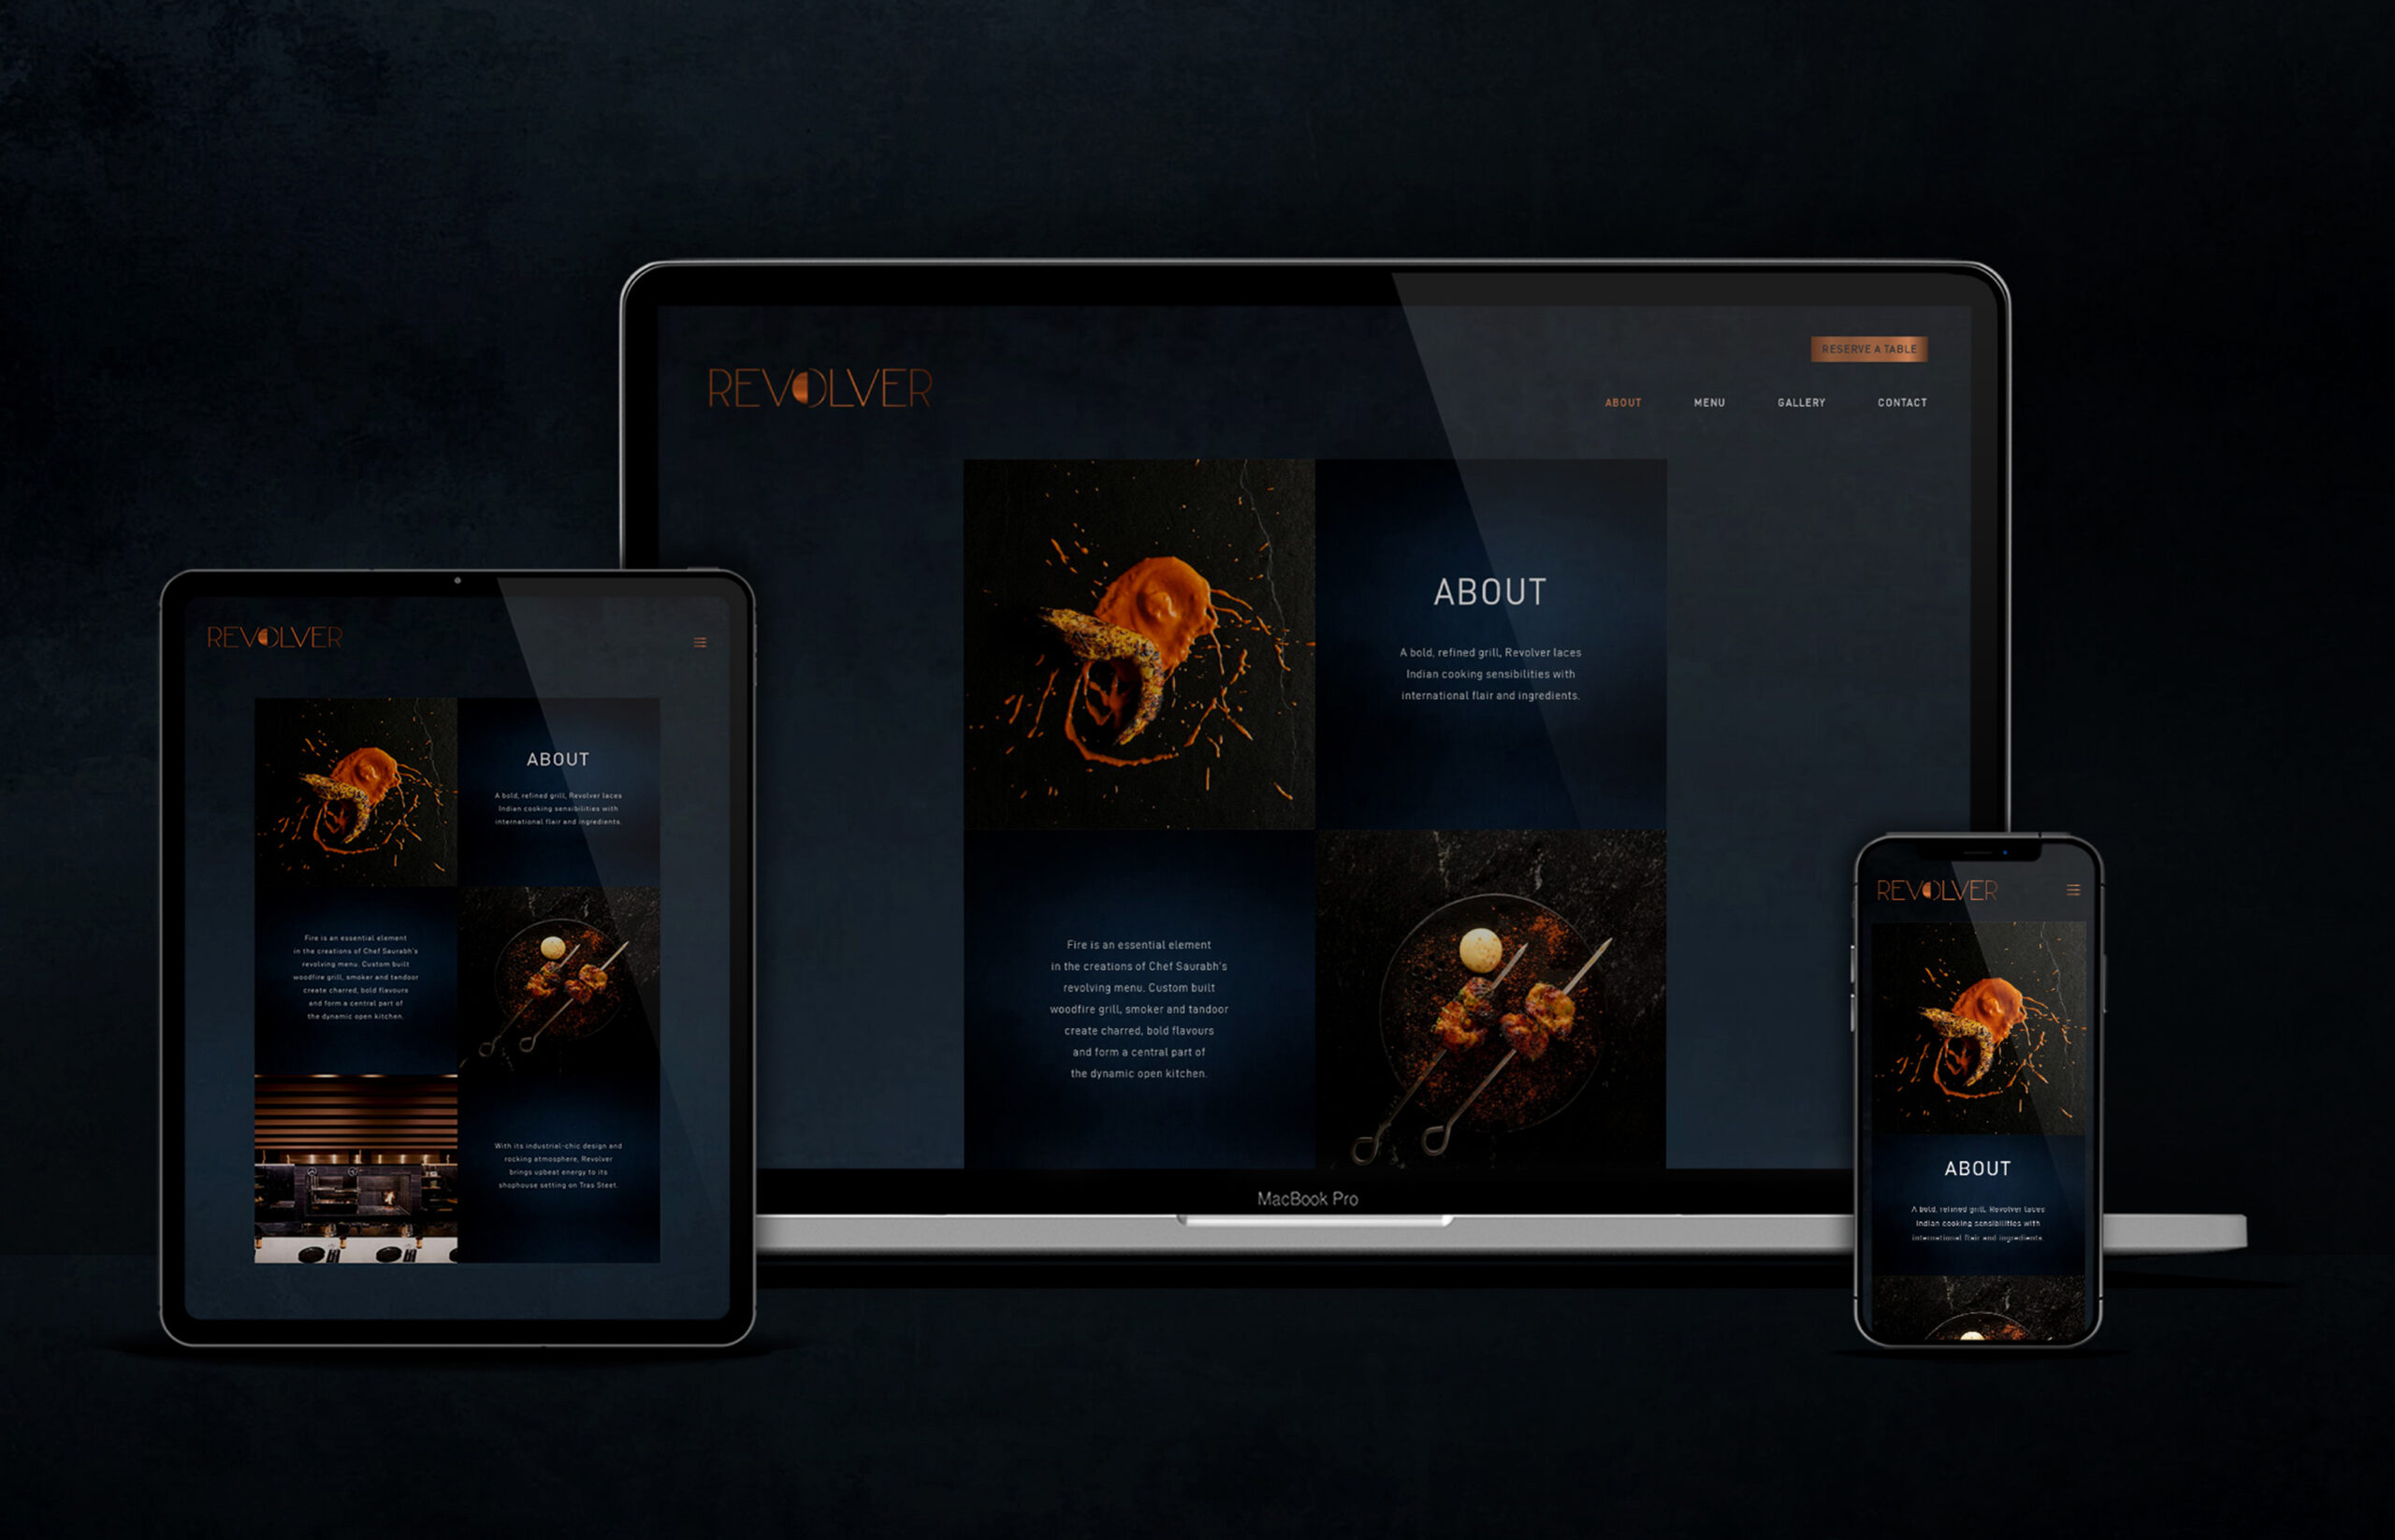 REVOLVER
RESERVE A TABLE
ABOUT MENU GALLERY CONTACT
ABOUT
A bold, refined grill, Revolver laces
Indian cooking sensibilities with
international flair and ingredients.
Fire is an essential element
in the creations of Chef Saurabh's
revolving menu. Custom built
woodfire grill, smoker and tandoor
create charred, bold flavours
and form a central part of
the dynamic open kitchen.
MacBook Pro
REVOLVER
ABOUT
A bold, refined grill, Revolver laces
Indian cooking sensibilities with
international flair and ingredients.
Fire is an essential element
in the creations of Chef Saurabh's
revolving menu. Custom built
woodfire grill, smoker and tandoor
create charred, bold flavours
and form a central part of
the dynamic open kitchen.
With its industrial-chic design and
rocking atmosphere, Revolver
brings upbeat energy to its
shophouse setting on Tras Steet.
REVOLVER
ABOUT
A bold, refined grill, Revolver laces
Indian cooking sensibilities with
international flair and ingredients.